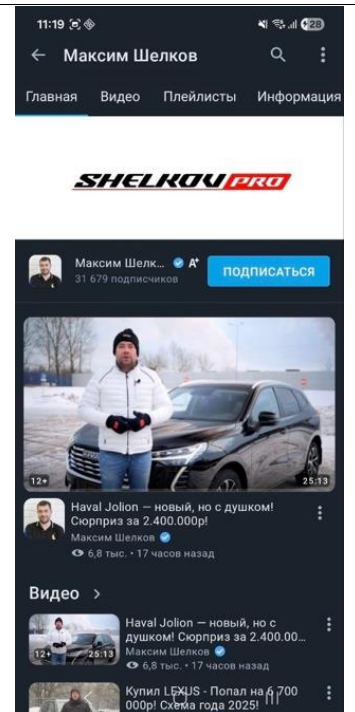 11:19
28
Максим Шелков
Главная Видео Плейлисты Информация
SHELKOV PRO
Максим Шелк... A+
31 679 подписчиков
ПОДПИСАТЬСЯ
12+
25:13
Haval Jolion — новый, но с душком!
Сюрприз за 2.400.000р!
Максим Шелков
6,8 тыс. • 17 часов назад
Видео >
12+ 25:13
Haval Jolion — новый, но с
душком! Сюрприз за 2.400.00...
Максим Шелков
6,8 тыс. • 17 часов назад
Купил LEXUS - Попал на 6 700
000р! Схема года 2025!